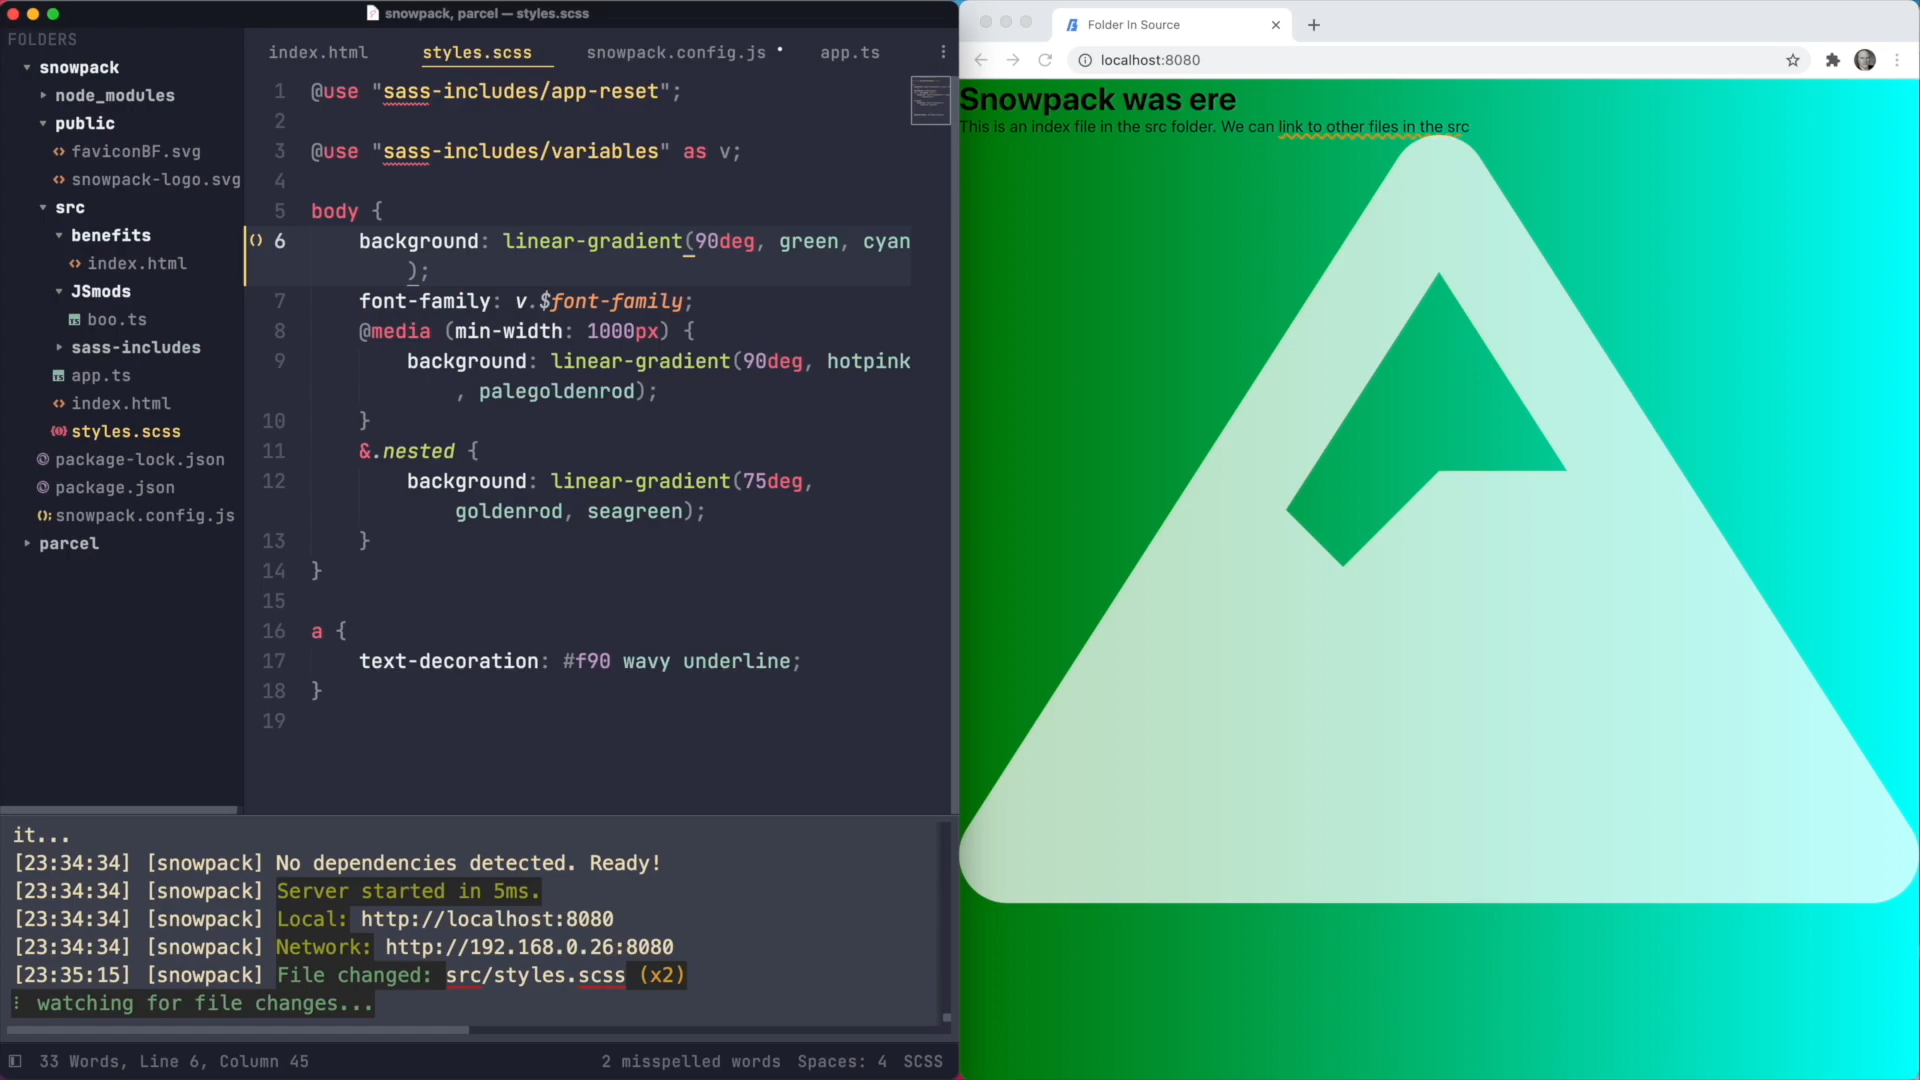 snowpack, parcel — styles.scss
FOLDERS
snowpack
node_modules
public
faviconBF.svg
snowpack-logo.svg
src
benefits
index.html
JSmods
boo.ts
sass-includes
app.ts
index.html
styles.scss
package-lock.json
package.json
snowpack.config.js
parcel
index.html styles.scss snowpack.config.js app.ts
1 @use "sass-includes/app-reset";
2
3 @use "sass-includes/variables" as v;
4
5 body {
6 background: linear-gradient(90deg, green, cyan
);
7 font-family: v.$font-family;
8 @media (min-width: 1000px) {
9 background: linear-gradient(90deg, hotpink
, palegoldenrod);
10 }
11 &.nested {
12 background: linear-gradient(75deg,
goldenrod, seagreen);
13 }
14 }
15
16 a {
17 text-decoration: #f90 wavy underline;
18 }
19
it...
[23:34:34] [snowpack] No dependencies detected. Ready!
[23:34:34] [snowpack] Server started in 5ms.
[23:34:34] [snowpack] Local: http://localhost:8080
[23:34:34] [snowpack] Network: http://192.168.0.26:8080
[23:35:15] [snowpack] File changed: src/styles.scss (x2)
watching for file changes...
33 Words, Line 6, Column 45 2 misspelled words Spaces: 4 SCSS
Folder In Source
localhost:8080
Snowpack was ere
This is an index file in the src folder. We can link to other files in the src